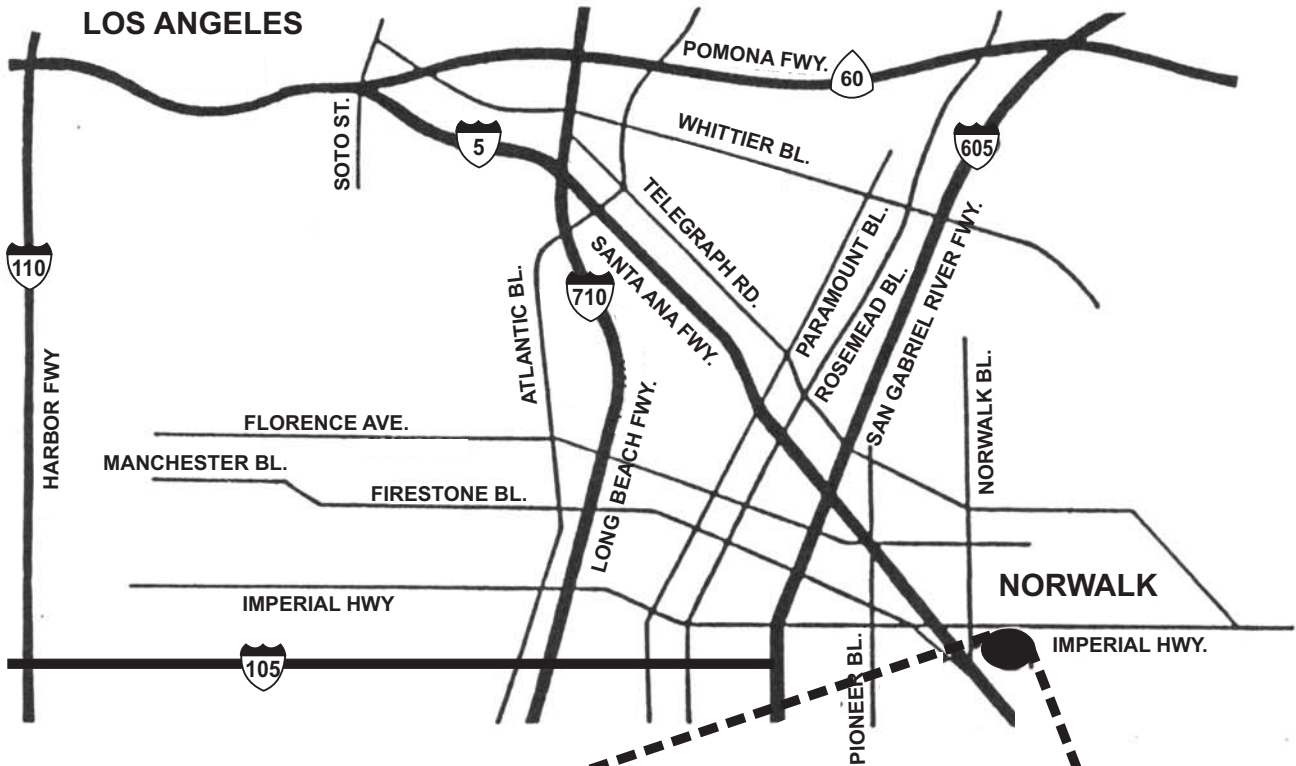 LOS ANGELES
POMONA FWY.
60
SOTO ST.
5
WHITTIER BL.
605
TELEGRAPH RD.
110
SANTA ANA FWY.
710
ATLANTIC BL.
PARAMOUNT BL.
ROSEMEAD BL.
SAN GABRIEL RIVER FWY.
HARBOR FWY
NORWALK BL.
FLORENCE AVE.
MANCHESTER BL.
FIRESTONE BL.
LONG BEACH FWY.
NORWALK
IMPERIAL HWY
IMPERIAL HWY.
105
PIONEER BL.